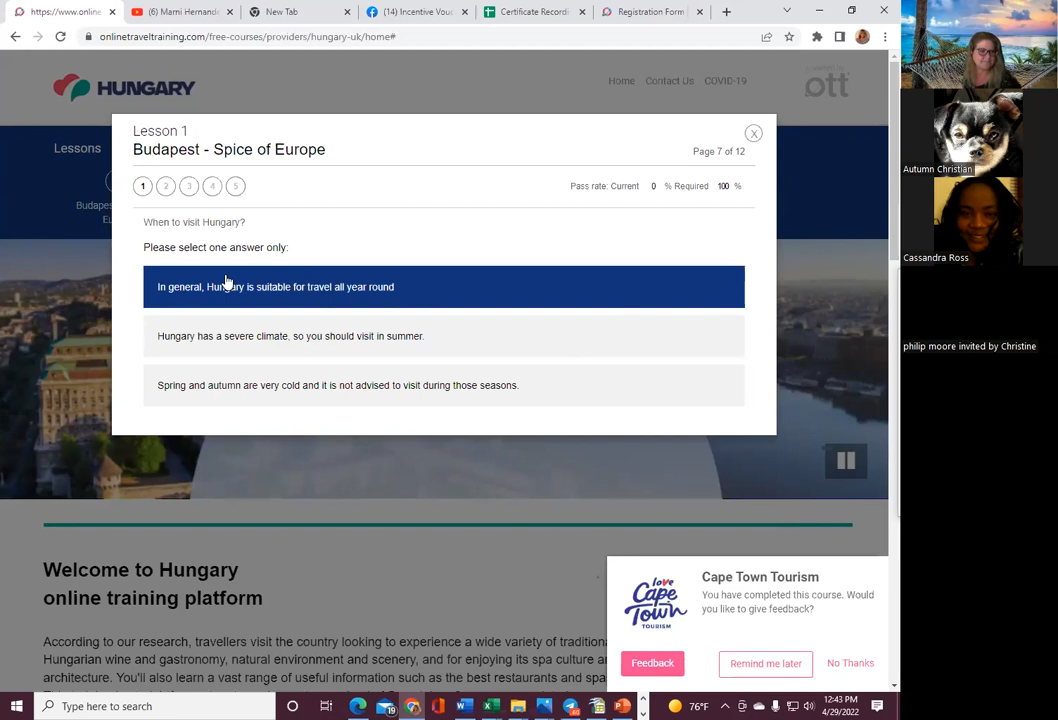 https://www.online
(6) Marni Hernande
New Tab
(14) Incentive Vou
Certificate Recordi
Registration Form
onlinetraveltraining.com/free-courses/providers/hungary-uk/home#
HUNGARY
Home
Contact Us
COVID-19
ott
Lessons
Lesson 1
Budapest - Spice of Europe
Page 7 of 12
X
1
2
3
4
5
Pass rate: Current 0 % Required 100 %
When to visit Hungary?
Please select one answer only:
In general, Hungary is suitable for travel all year round
Hungary has a severe climate, so you should visit in summer.
Spring and autumn are very cold and it is not advised to visit during those seasons.
Autumn Christian
Cassandra Ross
philip moore invited by Christine
Welcome to Hungary
online training platform
According to our research, travellers visit the country looking to experience a wide variety of traditiona
Hungarian wine and gastronomy, natural environment and scenery, and for enjoying its spa culture a
architecture. You'll also learn a vast range of useful information such as the best restaurants and spas
love
Cape
Town
TOURISM
Cape Town Tourism
You have completed this course. Would
you like to give feedback?
Feedback
Remind me later
No Thanks
Type here to search
19
76°F
12:43 PM
4/29/2022